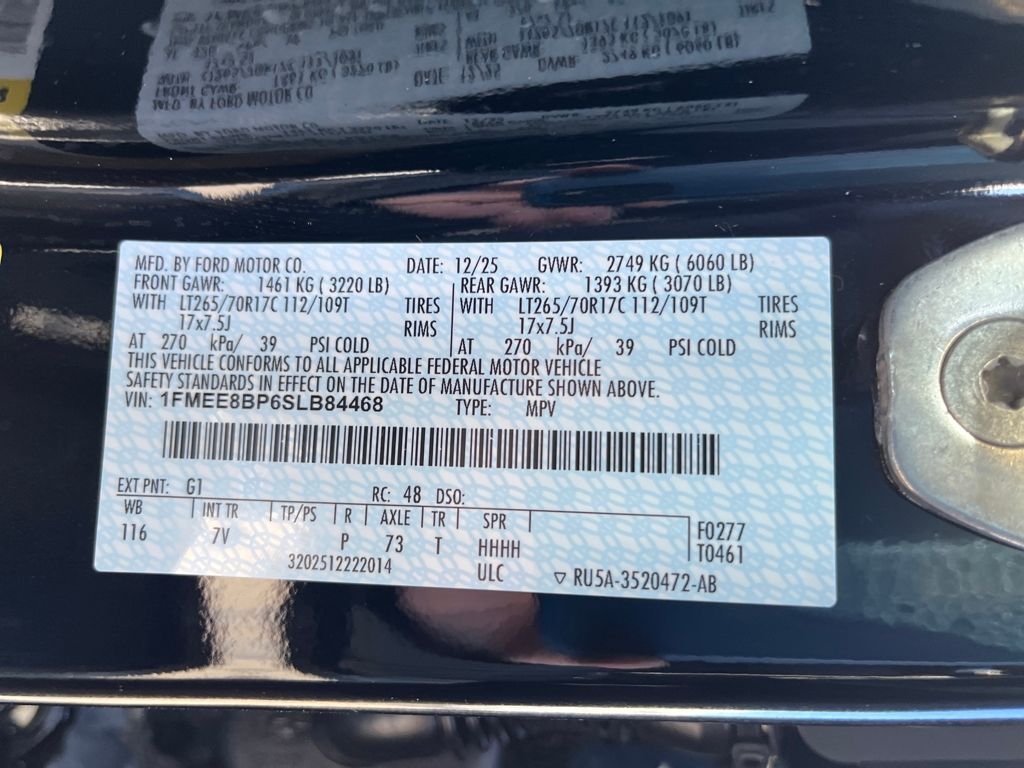 MFD. BY FORD MOTOR CO. DATE: 12/25 GVWR: 2749 KG ( 6060 LB)
FRONT GAWR: 1461 KG ( 3220 LB) REAR GAWR: 1393 KG ( 3070 LB)
WITH LT265/70R17C 112/109T TIRES WITH LT265/70R17C 112/109T TIRES
17x7.5J RIMS 17x7.5J RIMS
AT 270 kPa/ 39 PSI COLD AT 270 kPa/ 39 PSI COLD
THIS VEHICLE CONFORMS TO ALL APPLICABLE FEDERAL MOTOR VEHICLE
SAFETY STANDARDS IN EFFECT ON THE DATE OF MANUFACTURE SHOWN ABOVE.
VIN: 1FMEE8BP6SLB84468 TYPE: MPV
EXT PNT: G1 RC: 48 DSO:
WB INT TR TP/PS R AXLE TR SPR F0277
116 7V P 73 T HHHH T0461
3202512222014 ULC ▽ RU5A-3520472-AB